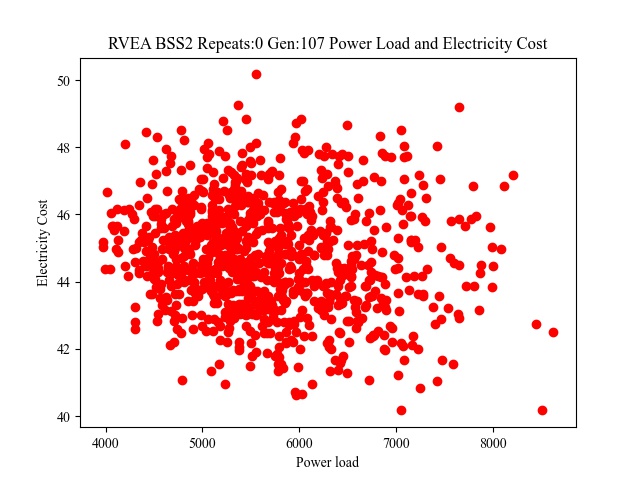 RVEA BSS2 Repeats:0 Gen:107 Power Load and Electricity Cost
50
48
46
44
42
40
Electricity Cost
4000 5000 6000 7000 8000
Power load